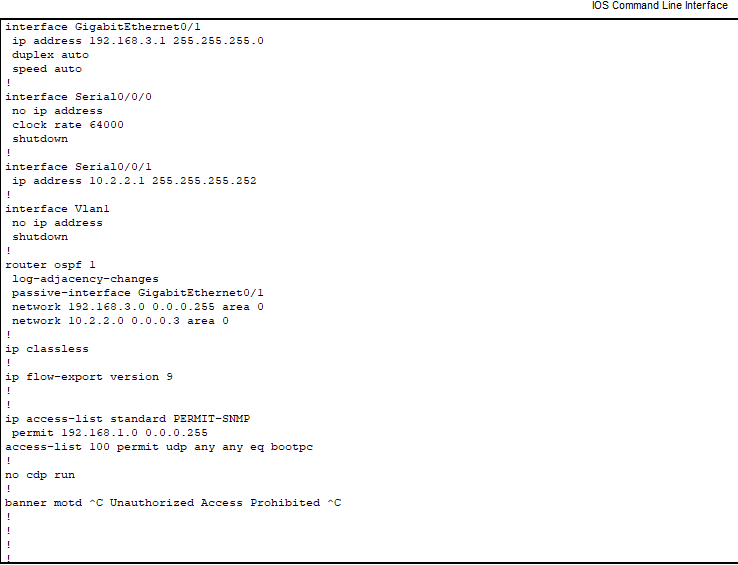 IOS Command Line Interface
interface GigabitEthernet0/1
 ip address 192.168.3.1 255.255.255.0
 duplex auto
 speed auto
!
interface Serial0/0/0
 no ip address
 clock rate 64000
 shutdown
!
interface Serial0/0/1
 ip address 10.2.2.1 255.255.255.252
!
interface Vlan1
 no ip address
 shutdown
!
router ospf 1
 log-adjacency-changes
 passive-interface GigabitEthernet0/1
 network 192.168.3.0 0.0.0.255 area 0
 network 10.2.2.0 0.0.0.3 area 0
!
ip classless
!
ip flow-export version 9
!
!
ip access-list standard PERMIT-SNMP
 permit 192.168.1.0 0.0.0.255
access-list 100 permit udp any any eq bootpc
!
no cdp run
!
banner motd ^C Unauthorized Access Prohibited ^C
!
!
!
!